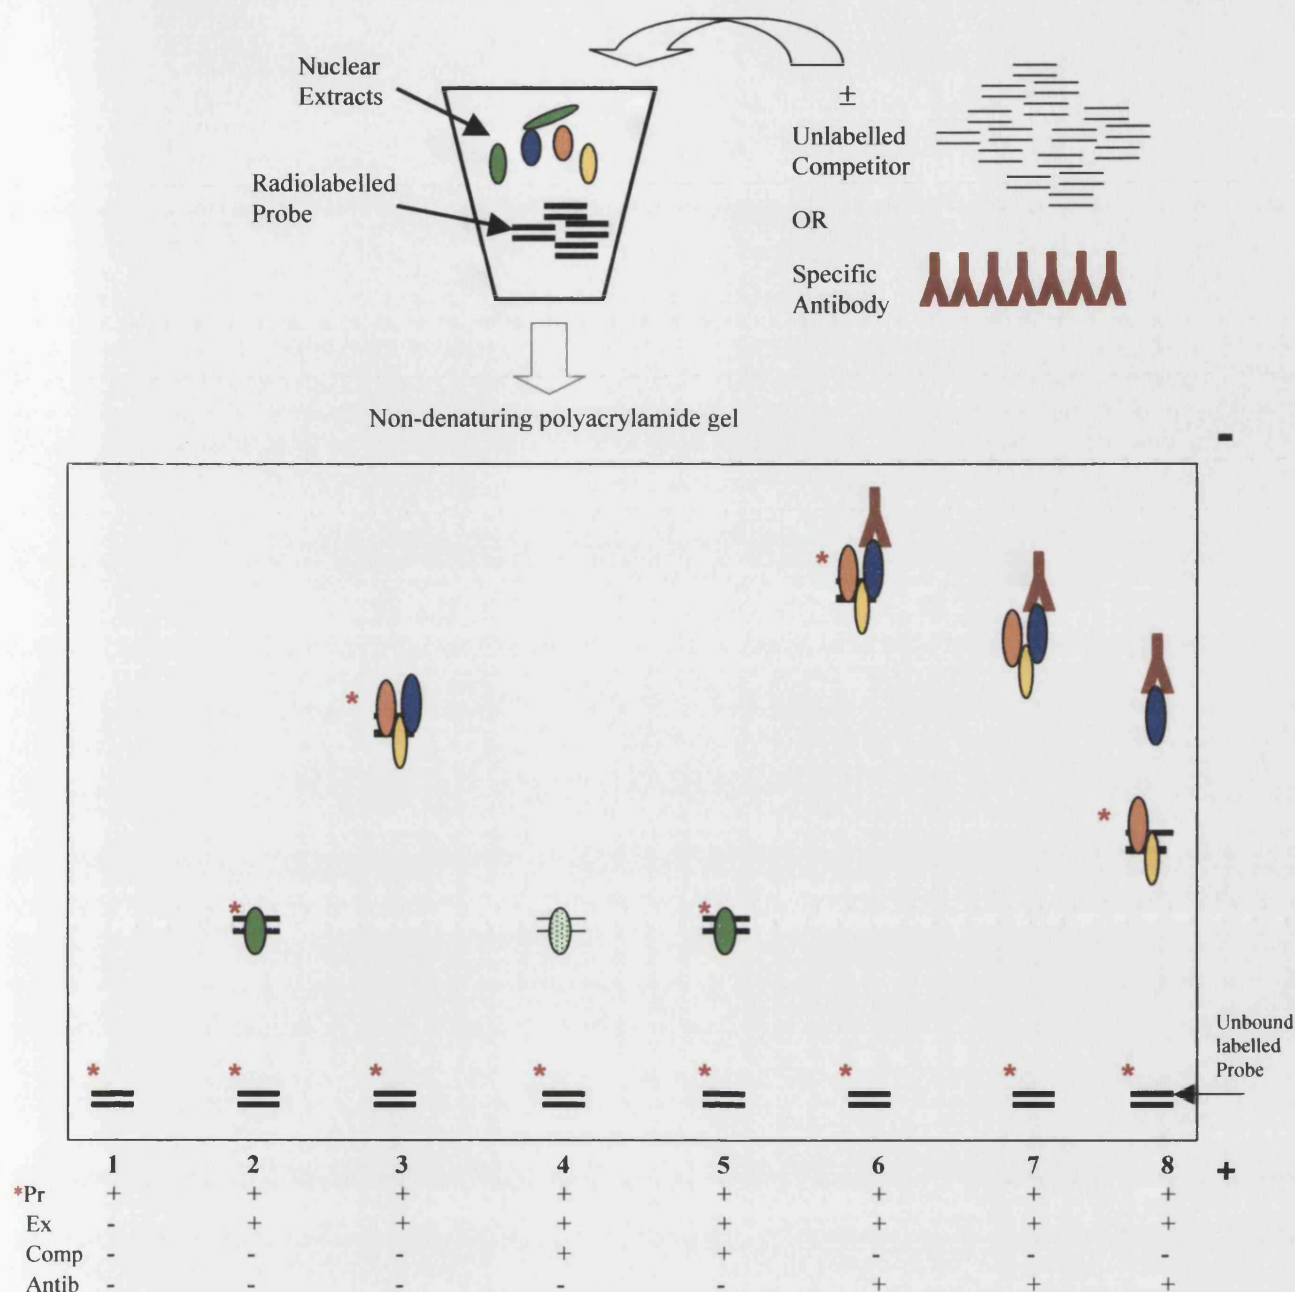 Nuclear
Extracts
Radiolabelled
Probe
±
Unlabelled
Competitor
OR
Specific
Antibody
Non-denaturing polyacrylamide gel
-
* * * *
* * * *
* * * * * * * *
Unbound
labelled
Probe
1 2 3 4 5 6 7 8 +
*Pr + + + + + + + +
Ex - + + + + + + +
Comp - - - + + - - -
Antib - - - - - + + +